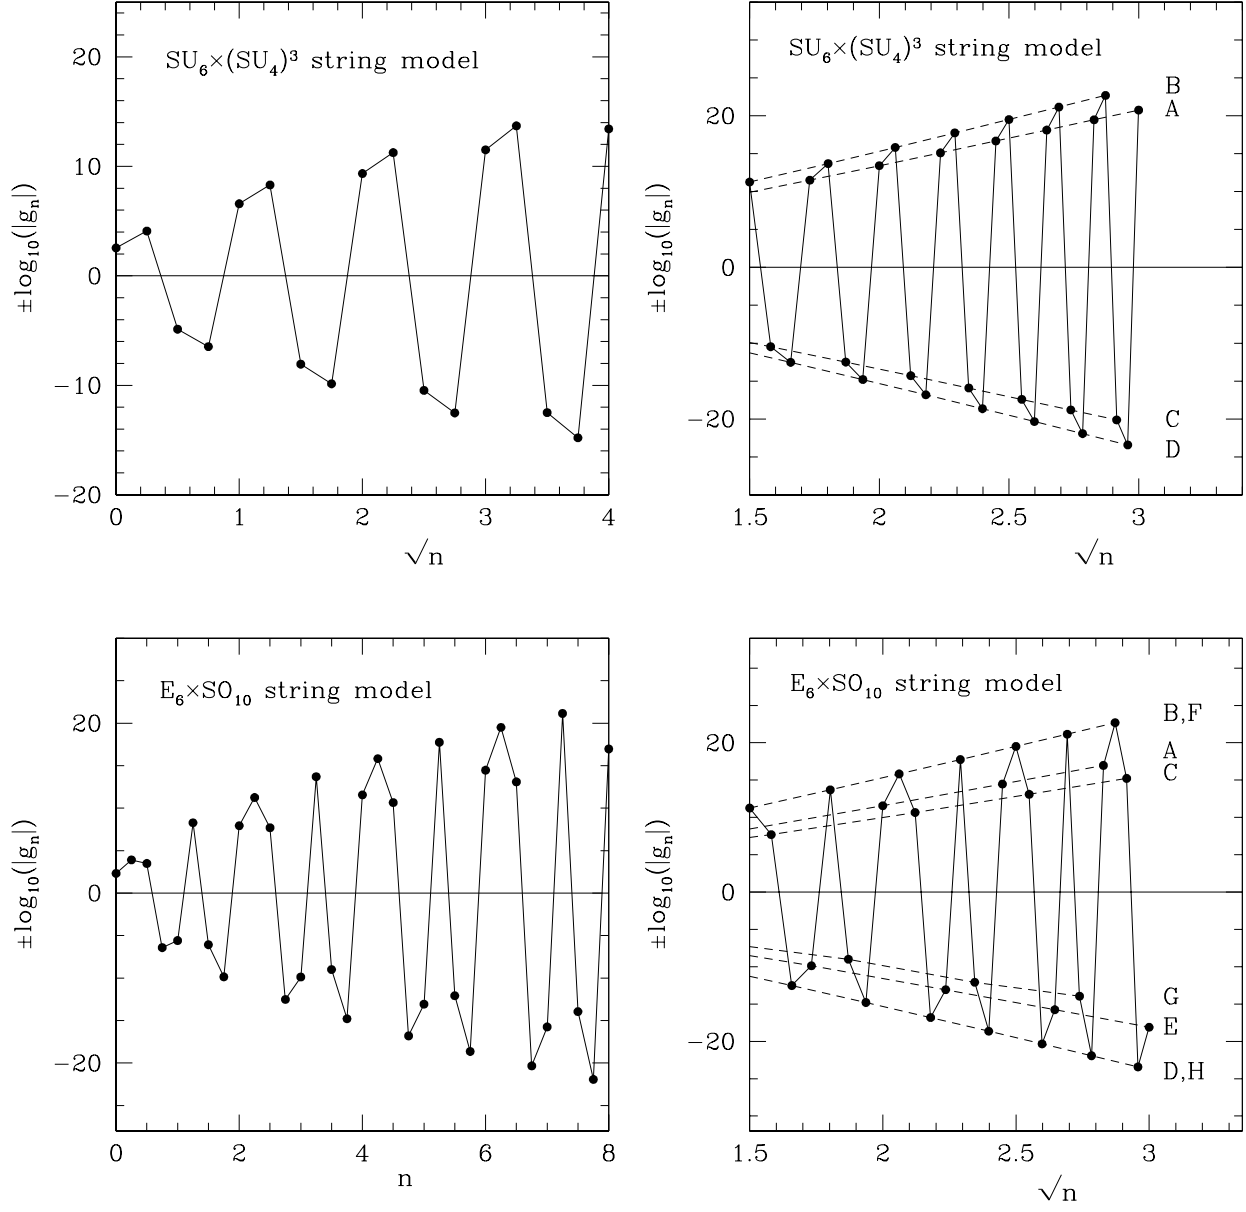 SU₆×(SU₄)³ string model
±log₁₀(|gₙ|)
20
10
0
−10
−20
0
1
2
3
4
√n
SU₆×(SU₄)³ string model
±log₁₀(|gₙ|)
20
0
−20
B
A
C
D
1.5
2
2.5
3
√n
E₆×SO₁₀ string model
±log₁₀(|gₙ|)
20
0
−20
0
2
4
6
8
n
E₆×SO₁₀ string model
±log₁₀(|gₙ|)
20
0
−20
B,F
A
C
G
E
D,H
1.5
2
2.5
3
√n